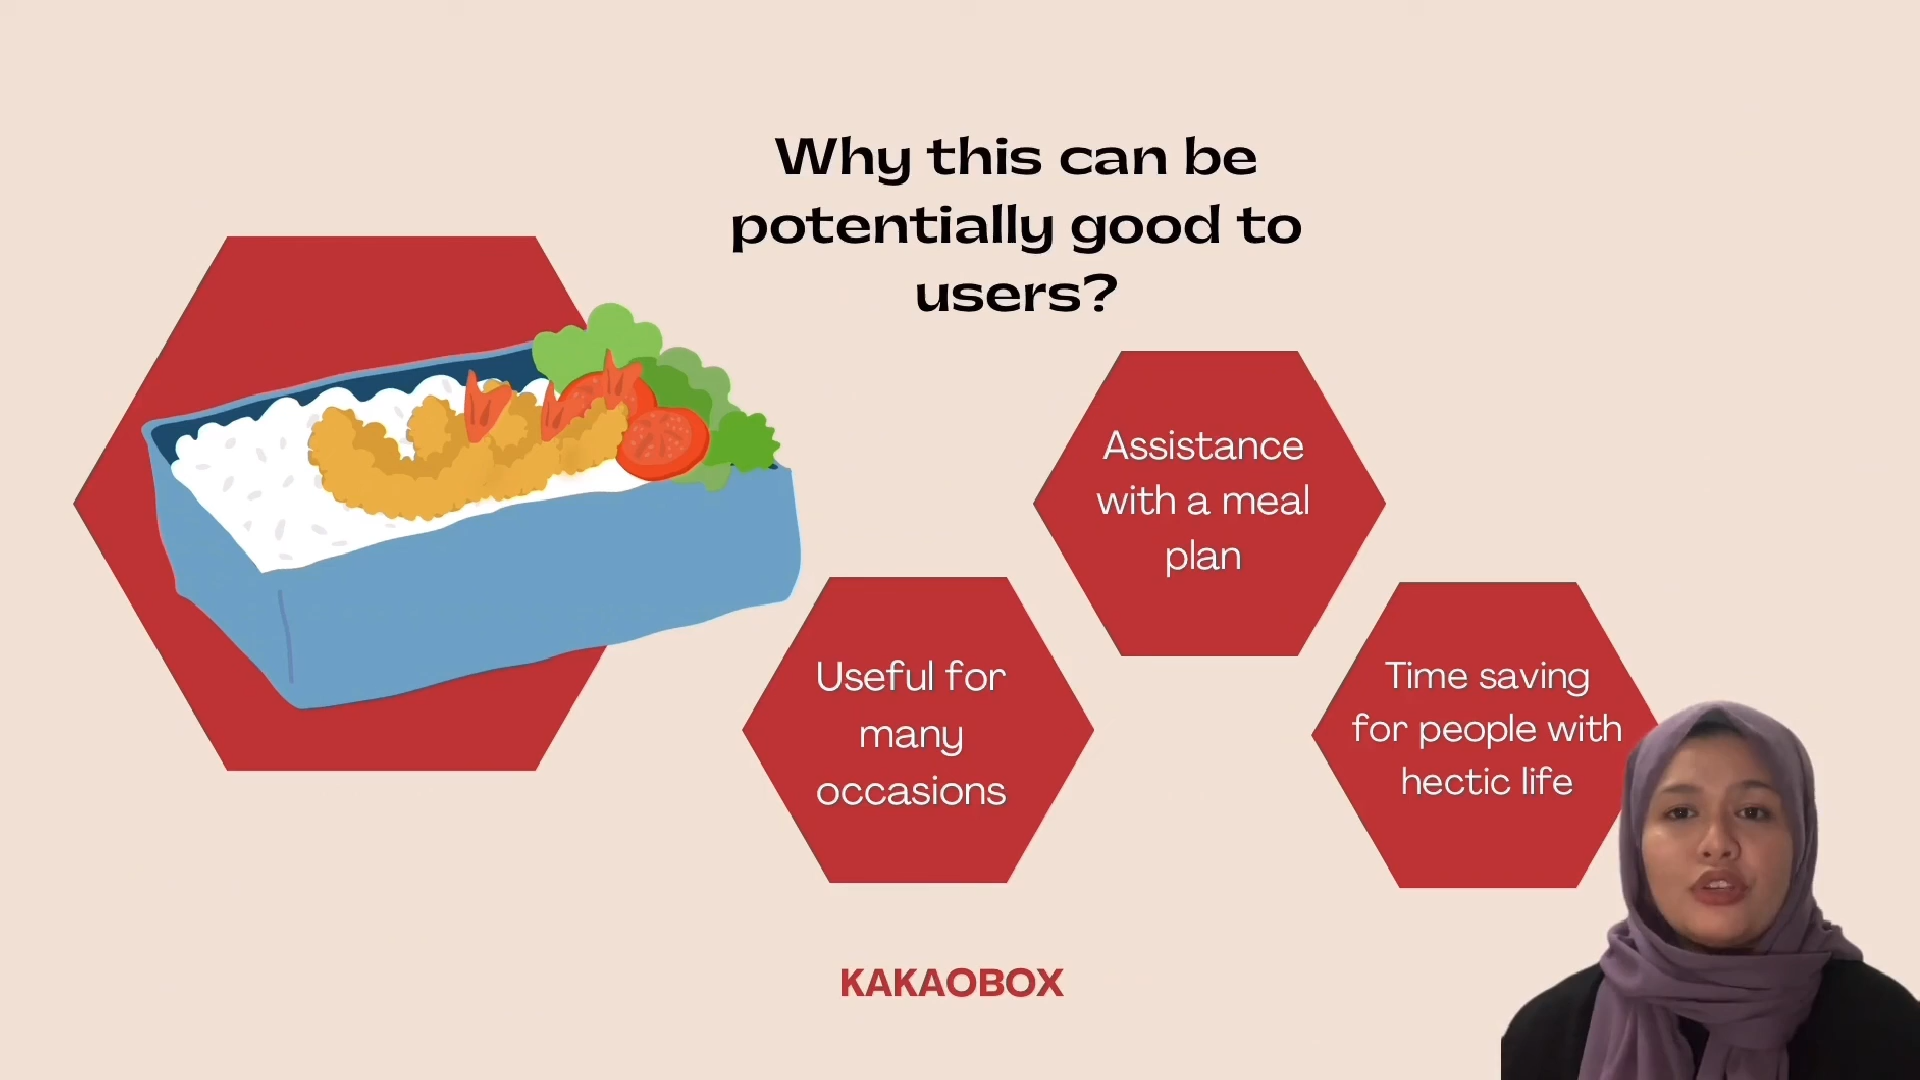 Why this can be
potentially good to
users?
Assistance
with a meal
plan
Useful for
many
occasions
Time saving
for people with
hectic life
KAKAOBOX